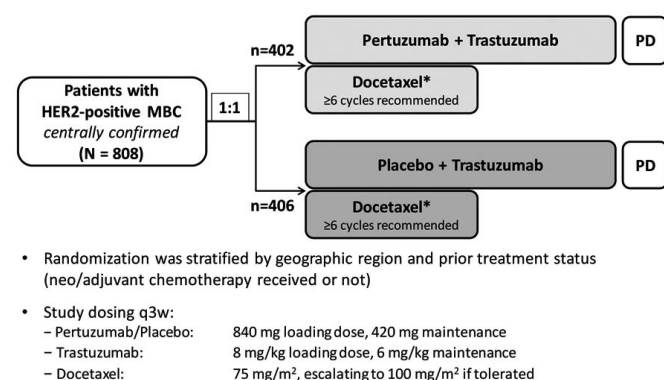 n=402
Pertuzumab + Trastuzumab
PD
Docetaxel*
≥6 cycles recommended
Patients with
HER2-positive MBC
centrally confirmed
(N = 808)
1:1
Placebo + Trastuzumab
PD
n=406
Docetaxel*
≥6 cycles recommended
• Randomization was stratified by geographic region and prior treatment status
(neo/adjuvant chemotherapy received or not)
• Study dosing q3w:
– Pertuzumab/Placebo: 840 mg loading dose, 420 mg maintenance
– Trastuzumab: 8 mg/kg loading dose, 6 mg/kg maintenance
– Docetaxel: 75 mg/m², escalating to 100 mg/m² if tolerated